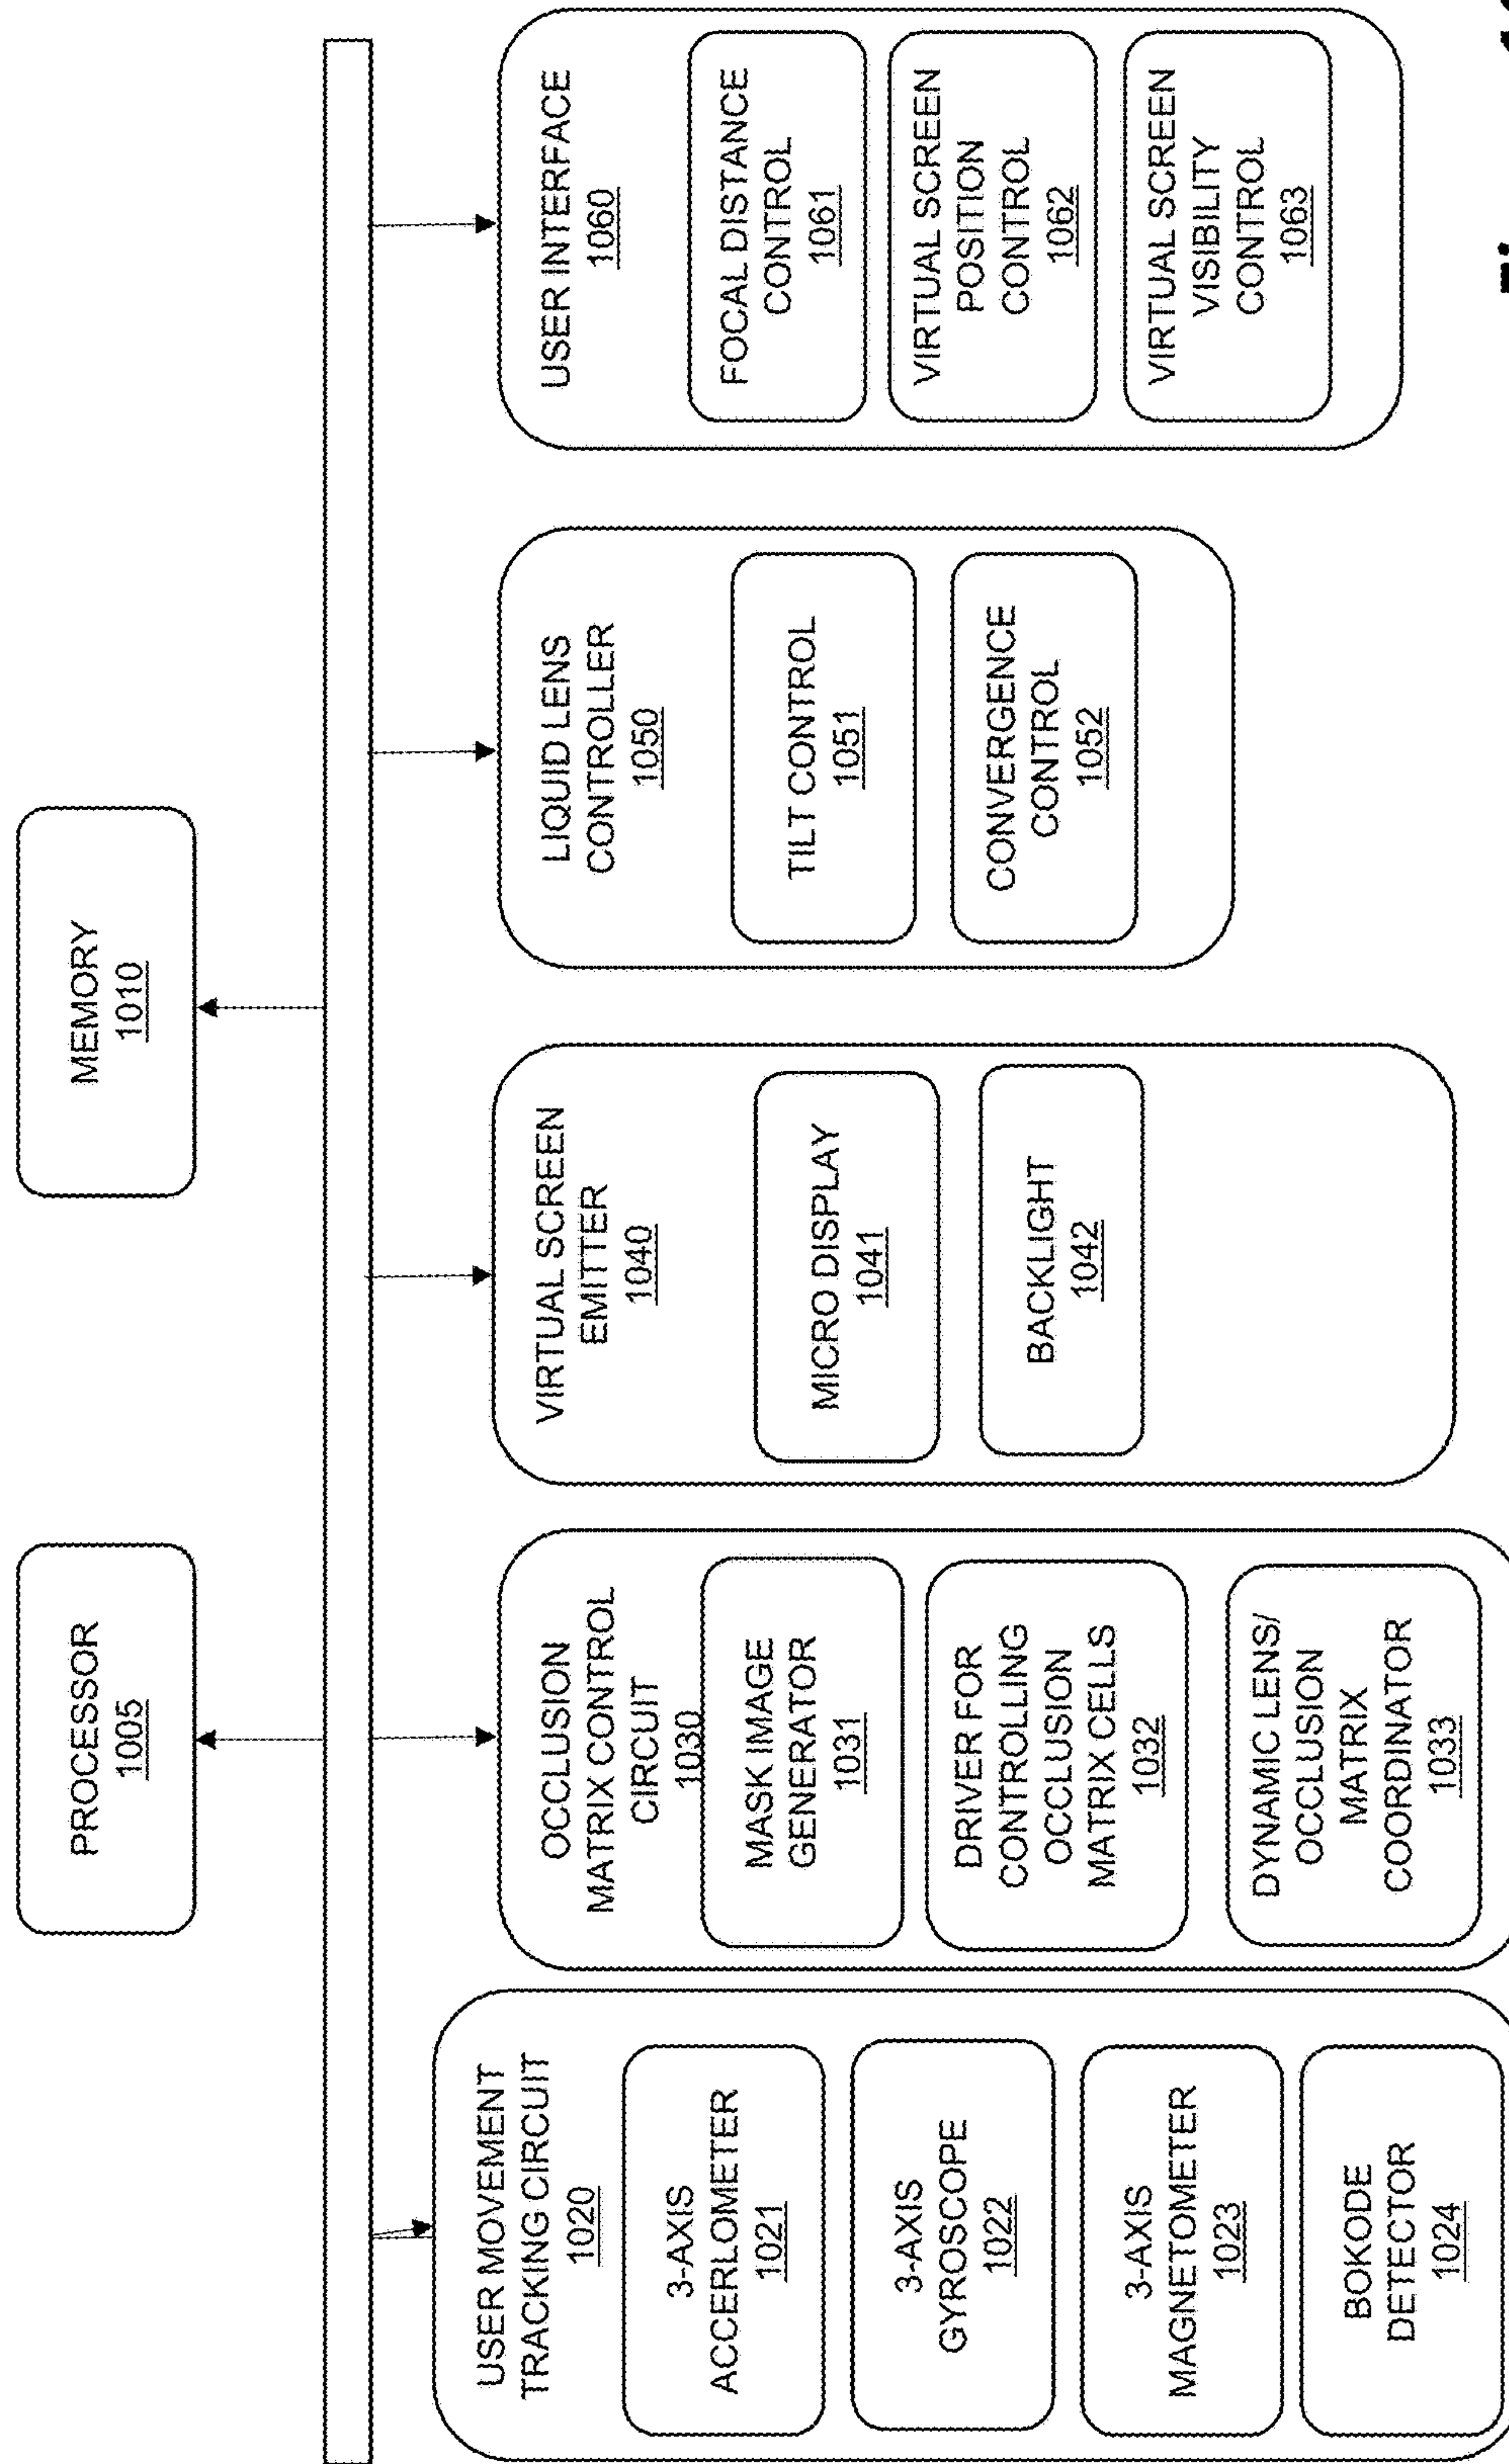 PROCESSOR
1005
MEMORY
1010
USER MOVEMENT
TRACKING CIRCUIT
1020
3-AXIS
ACCERLOMETER
1021
3-AXIS
GYROSCOPE
1022
3-AXIS
MAGNETOMETER
1023
BOKODE
DETECTOR
1024
OCCLUSION
MATRIX CONTROL
CIRCUIT
1030
MASK IMAGE
GENERATOR
1031
DRIVER FOR
CONTROLLING
OCCLUSION
MATRIX CELLS
1032
DYNAMIC LENS/
OCCLUSION
MATRIX
COORDINATOR
1033
VIRTUAL SCREEN
EMITTER
1040
MICRO DISPLAY
1041
BACKLIGHT
1042
LIQUID LENS
CONTROLLER
1050
TILT CONTROL
1051
CONVERGENCE
CONTROL
1052
USER INTERFACE
1060
FOCAL DISTANCE
CONTROL
1061
VIRTUAL SCREEN
POSITION
CONTROL
1062
VIRTUAL SCREEN
VISIBILITY
CONTROL
1063